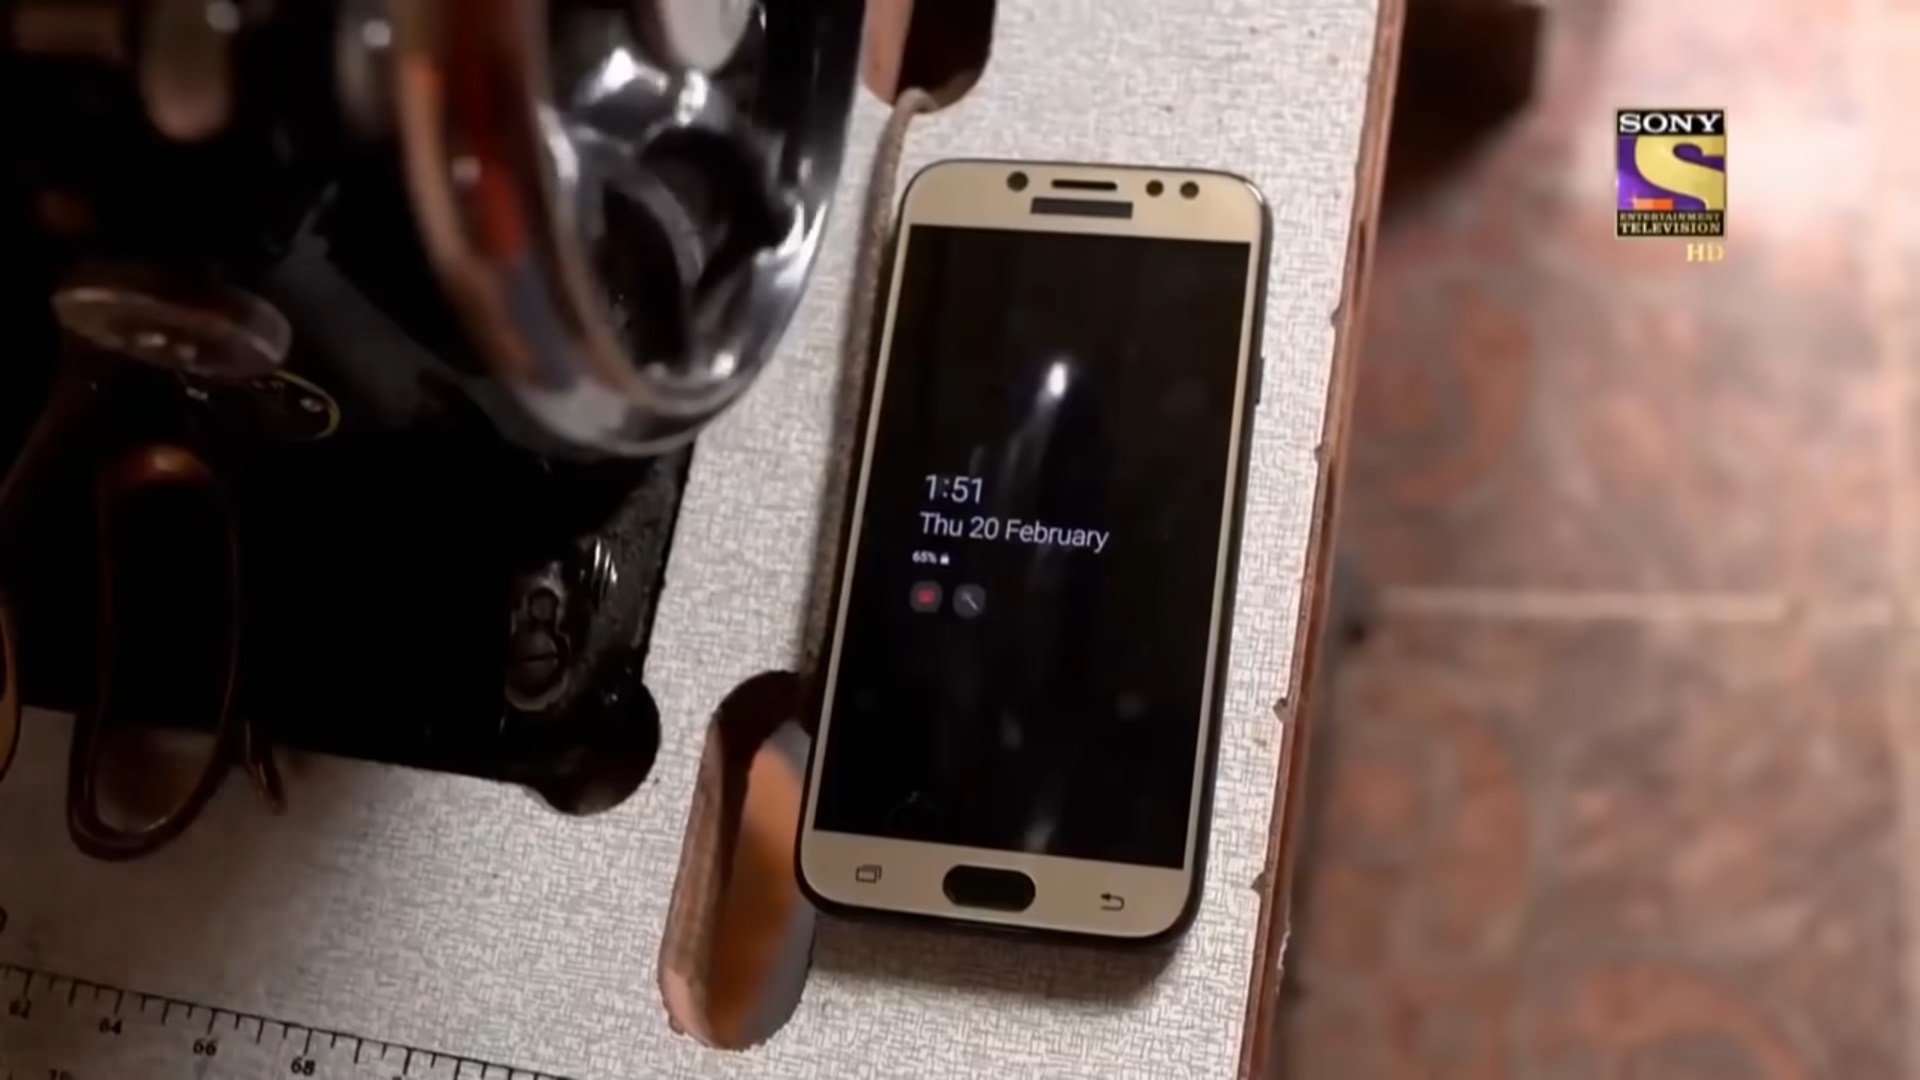 SONY
ENTERTAINMENT
TELEVISION
HD
1:51
Thu 20 February
65%
62
64
66
68